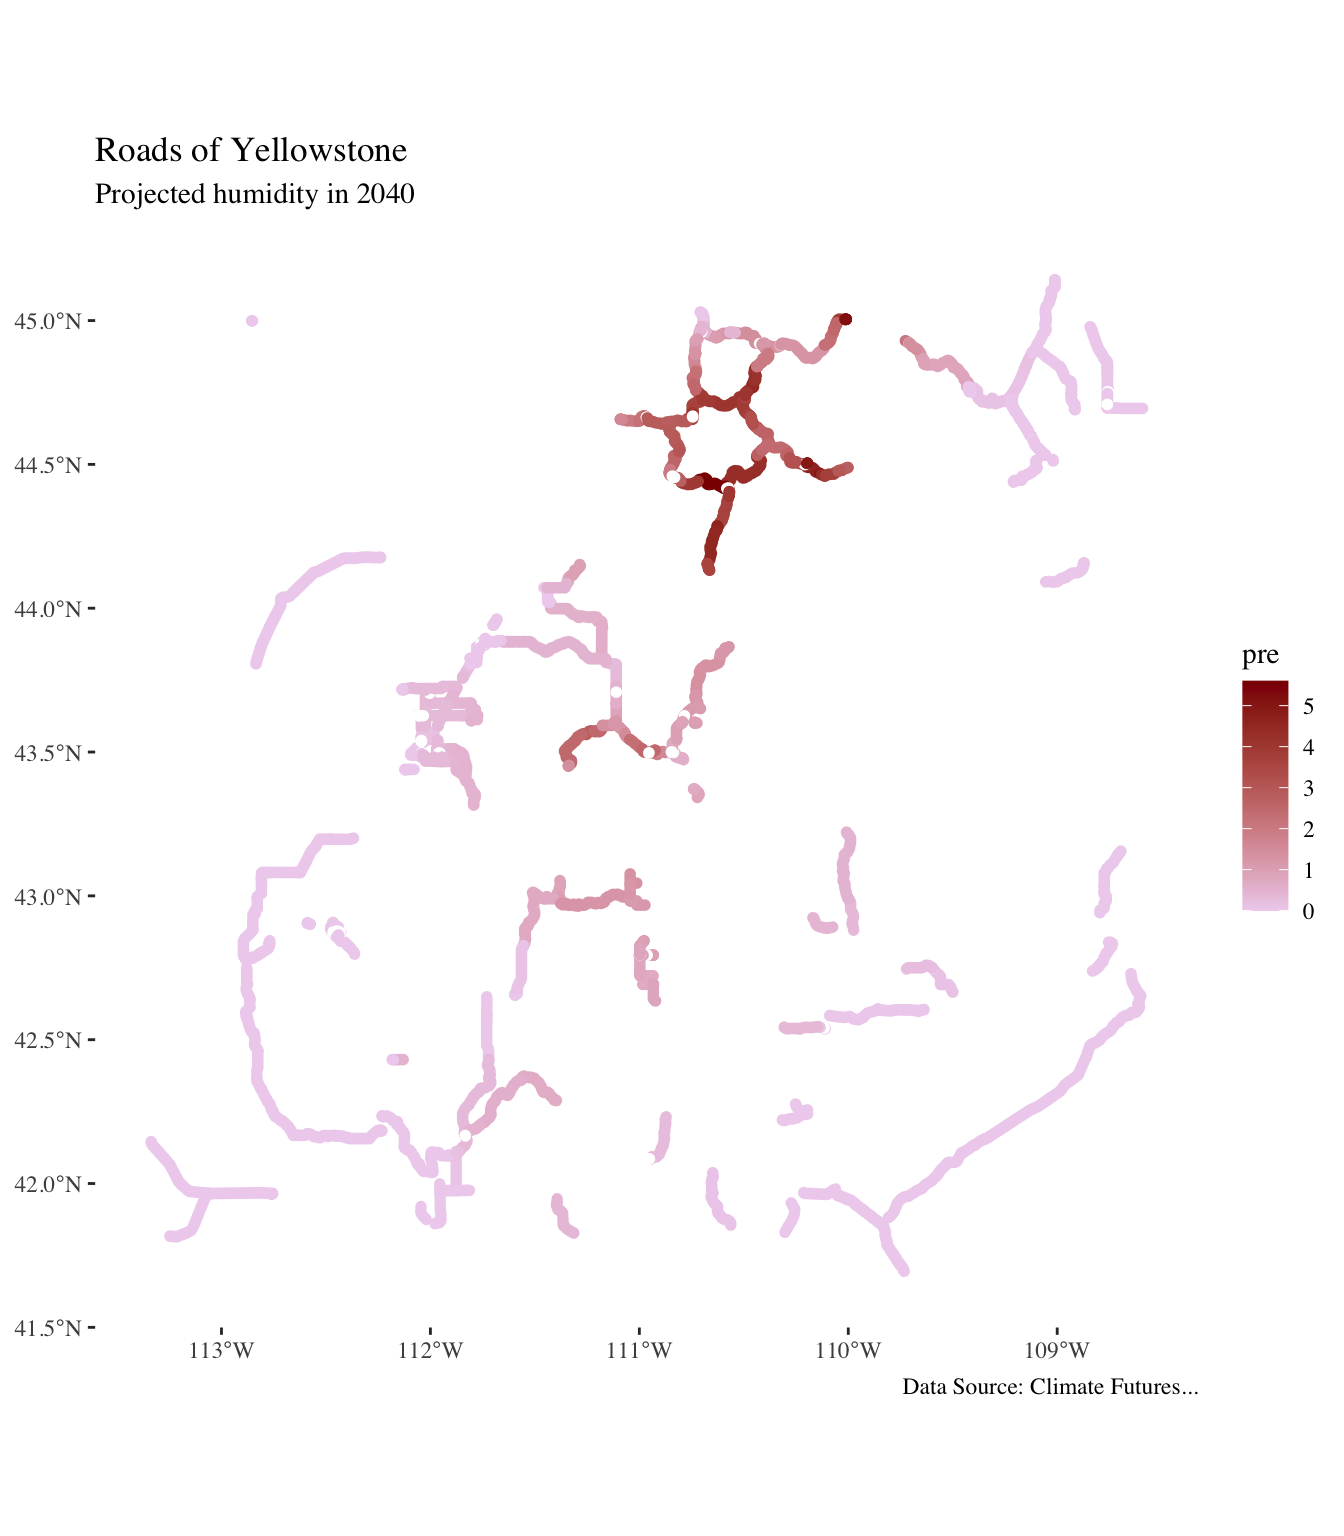 Roads of Yellowstone
Projected humidity in 2040
45.0°N
44.5°N
44.0°N
43.5°N
43.0°N
42.5°N
42.0°N
41.5°N
113°W
112°W
111°W
110°W
109°W
pre
5
4
3
2
1
0
Data Source: Climate Futures...